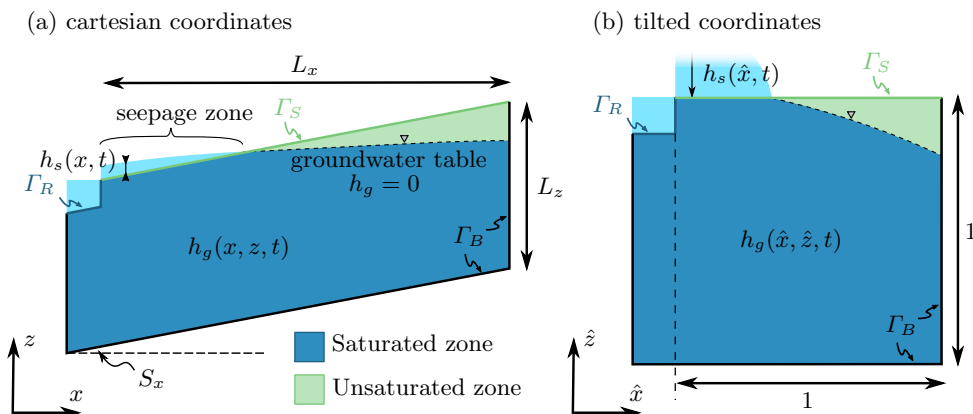 (a) cartesian coordinates
L_x
seepage zone
Γ_S
h_s(x, t)
Γ_R
groundwater table
h_g = 0
L_z
Γ_B
h_g(x, z, t)
z
x
S_x
Saturated zone
Unsaturated zone
(b) tilted coordinates
h_s(x̂, t)
Γ_S
Γ_R
h_g(x̂, ẑ, t)
1
Γ_B
ẑ
x̂
1